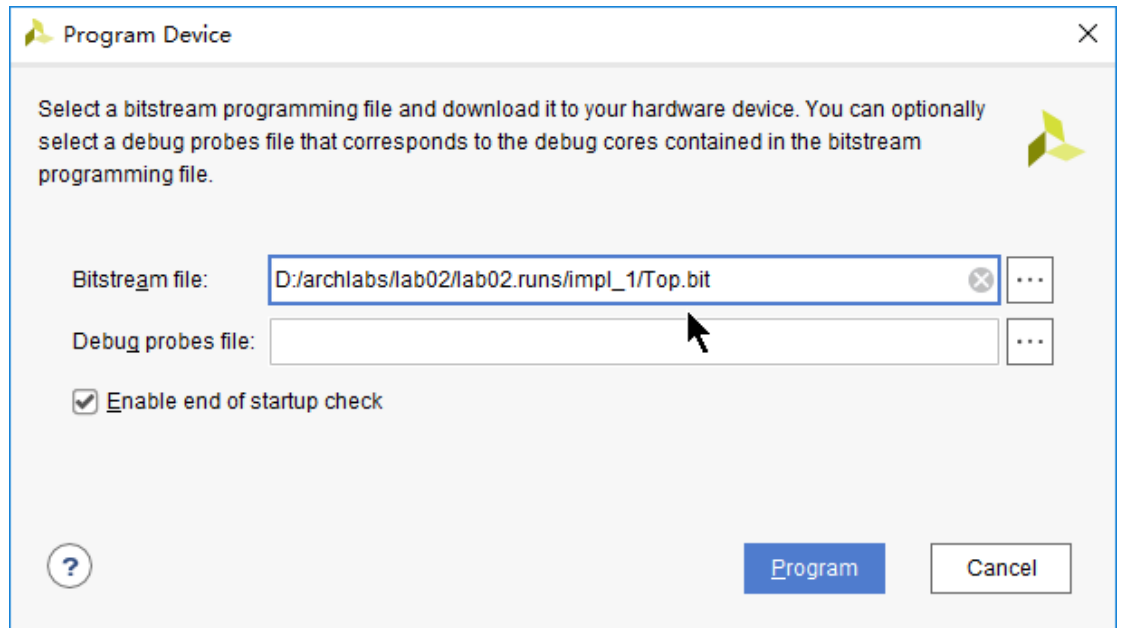 Program Device
Select a bitstream programming file and download it to your hardware device. You can optionally
select a debug probes file that corresponds to the debug cores contained in the bitstream
programming file.
Bitstream file: D:/archlabs/lab02/lab02.runs/impl_1/Top.bit ...
Debug probes file: ...
Enable end of startup check
? Program Cancel